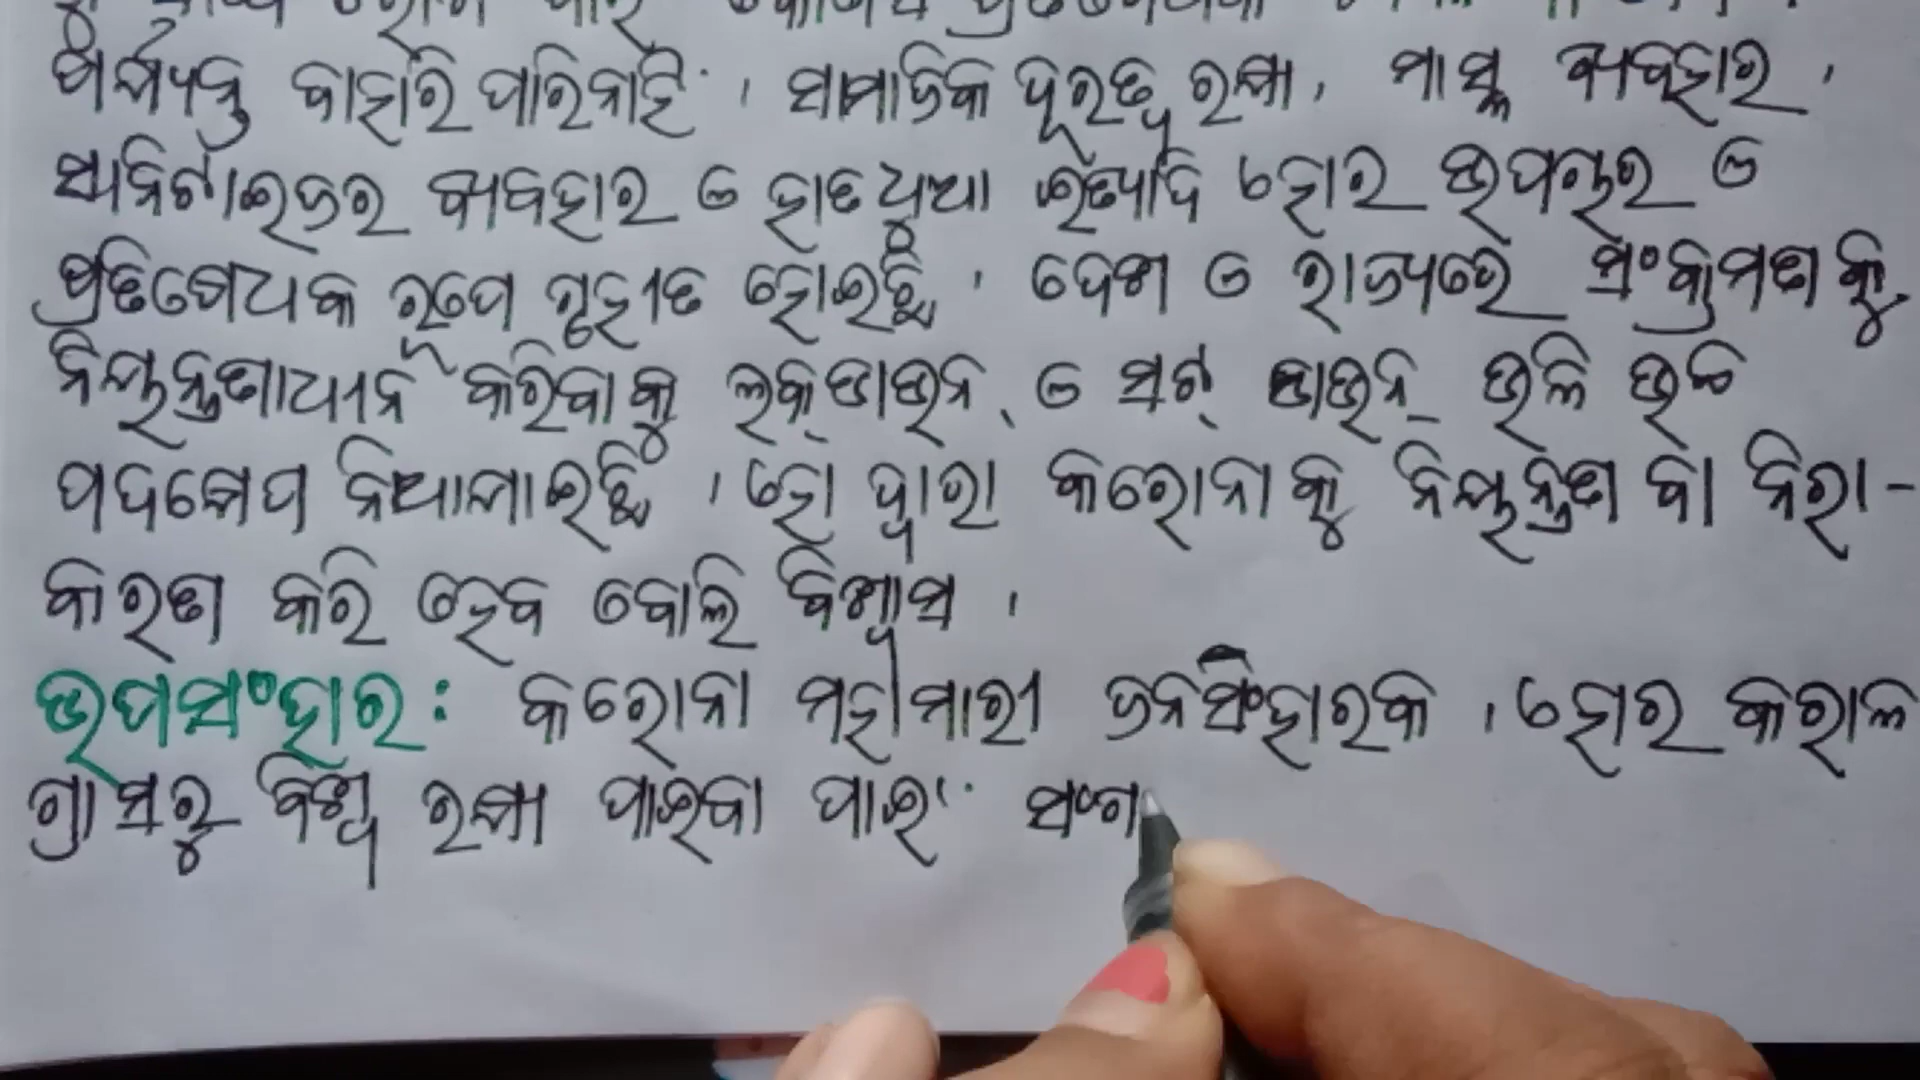 ପର୍ଯ୍ୟନ୍ତ ବାହାରି ପାରିନାହିଁ । ସାମାଜିକ ଦୂରତ୍ୱ ରକ୍ଷା, ମାସ୍କ ବ୍ୟବହାର,
ସାନିଟାଇଜର ବ୍ୟବହାର ଓ ହାତଧୁଆ ଇତ୍ୟାଦି ଏହାର ଉପଚାର ଓ
ପ୍ରତିଷେଧକ ରୂପେ ଗୃହୀତ ହୋଇଛି । ଦେଶ ଓ ରାଜ୍ୟରେ ସଂକ୍ରମଣକୁ
ନିୟନ୍ତ୍ରଣାଧୀନ କରିବାକୁ ଲକ୍‌ଡାଉନ୍ ଓ ସଟ୍ ଡାଉନ୍ ଭଳି ଉଚ୍ଚ
ପଦକ୍ଷେପ ନିଆଯାଇଛି । ଏହା ଦ୍ୱାରା କରୋନାକୁ ନିୟନ୍ତ୍ରଣ ବା ନିରା-
କରଣ କରି ହେବ ବୋଲି ବିଶ୍ୱାସ ।
ଉପସଂହାର: କରୋନା ମହାମାରୀ ଜନସଂହାରକ । ଏହାର କରାଳ
ଗ୍ରାସରୁ ବିଶ୍ୱ ରକ୍ଷା ପାଇବା ପାଇଁ